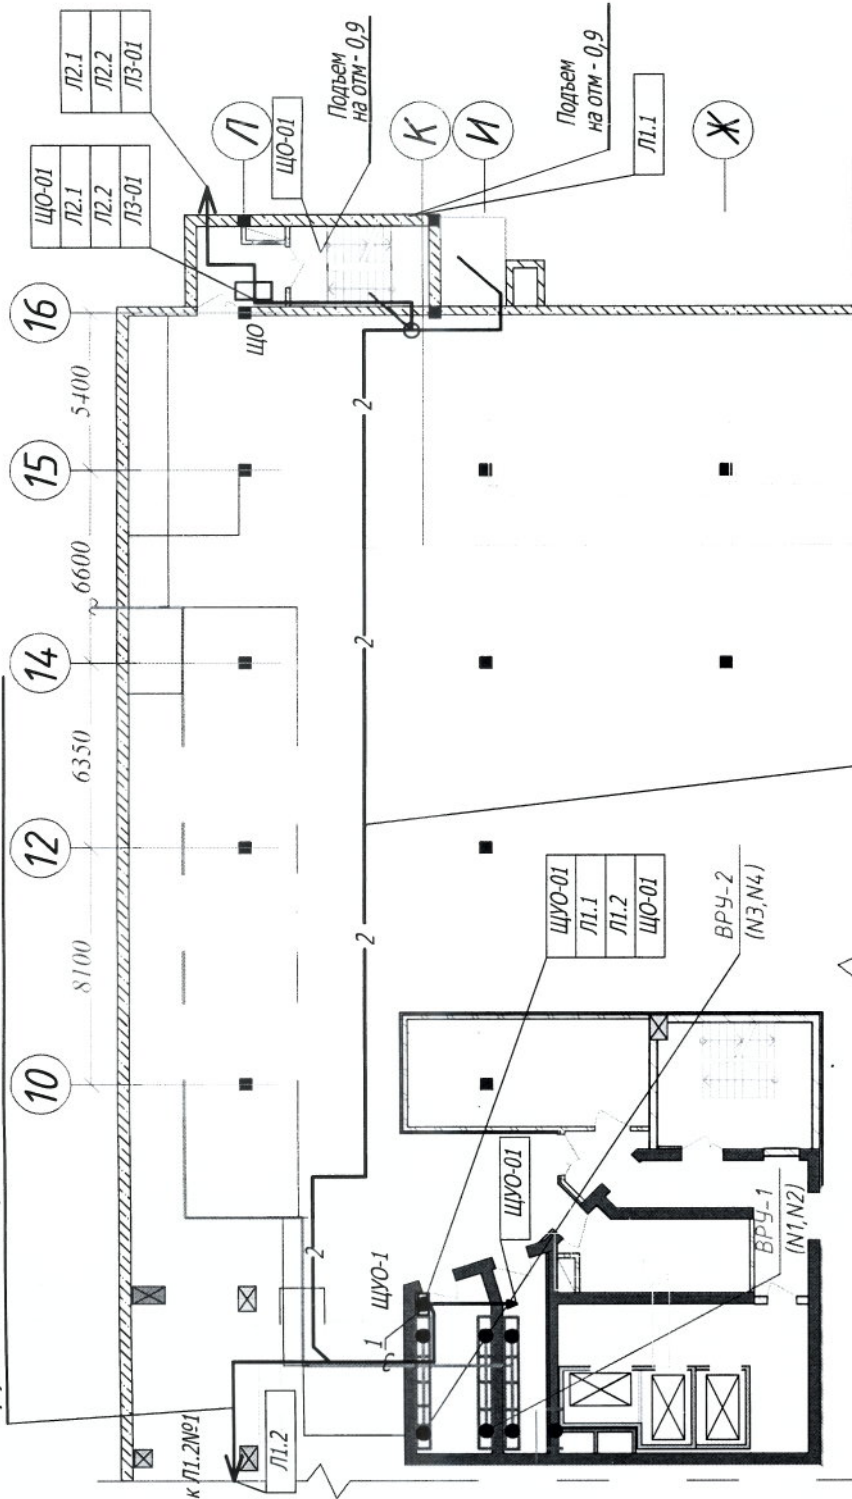 Л2.1
Л2.2
Л3-01
ЩО-01
Л2.1
Л2.2
Л3-01
Л
ЩО-01
Подъем
на отм - 0,9
К
И
Подъем
на отм - 0,9
Л1.1
Ж
16
ЩО
5400
15
6600
14
6350
12
8100
10
2
2
2
2
ЩУО-01
Л1.1
Л1.2
ЩО-01
ВРУ-2
(N3,N4)
ЩУО-01
ВРУ-1
(N1,N2)
ЩУО-1
1
к Л1.2№1
Л1.2